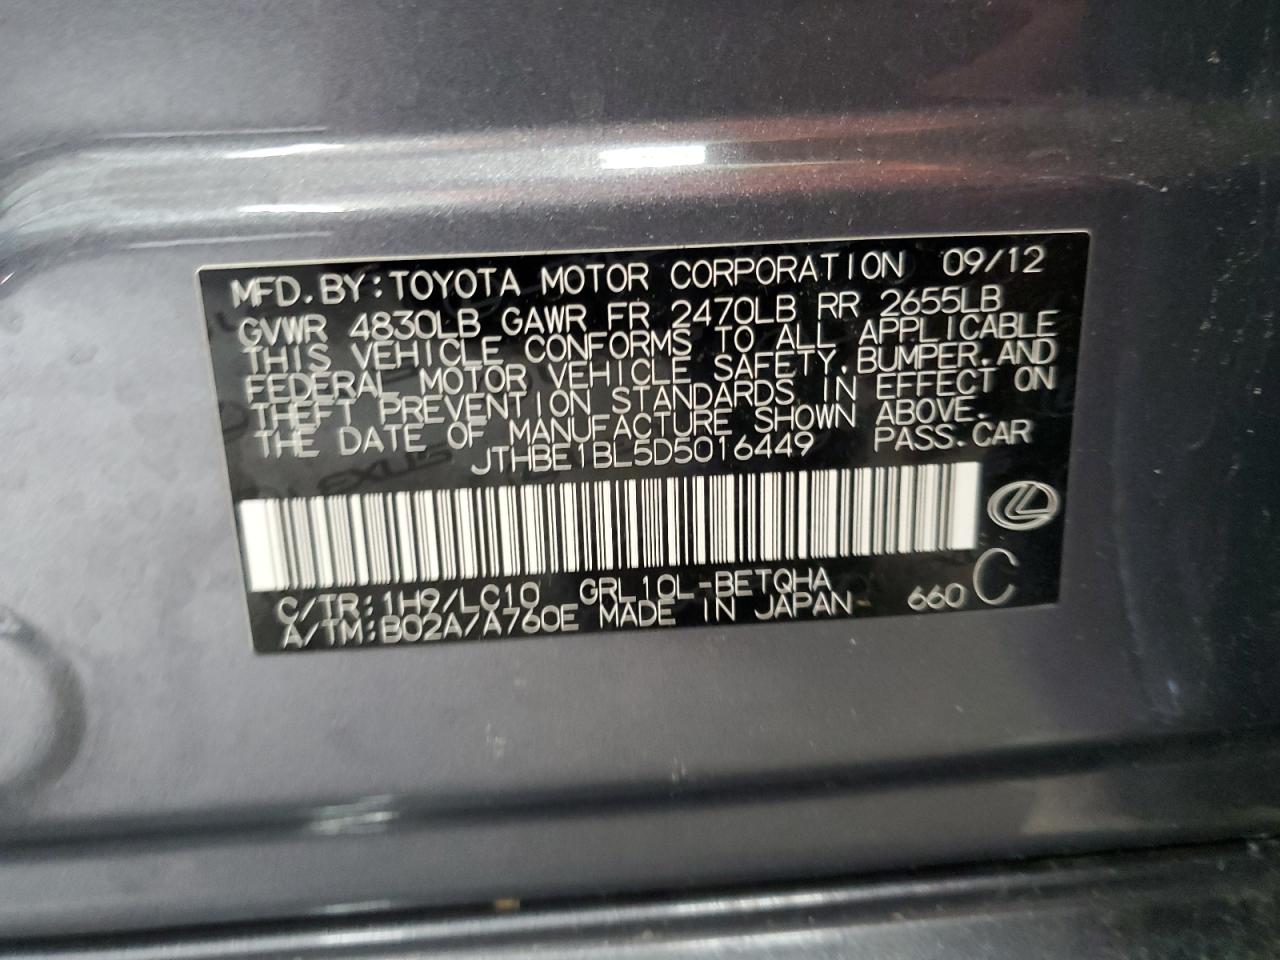 MFD. BY: TOYOTA MOTOR CORPORATION 09/12
GVWR 4830LB GAWR FR 2470LB RR 2655LB
THIS VEHICLE CONFORMS TO ALL APPLICABLE
FEDERAL MOTOR VEHICLE SAFETY, BUMPER, AND
THEFT PREVENTION STANDARDS IN EFFECT ON
THE DATE OF MANUFACTURE SHOWN ABOVE.
JTHBE1BL5D5016449 PASS. CAR
C/TR: 1H9/LC10 GRL10L-BETQHA
A/TM: B02A/A760E MADE IN JAPAN 660 C